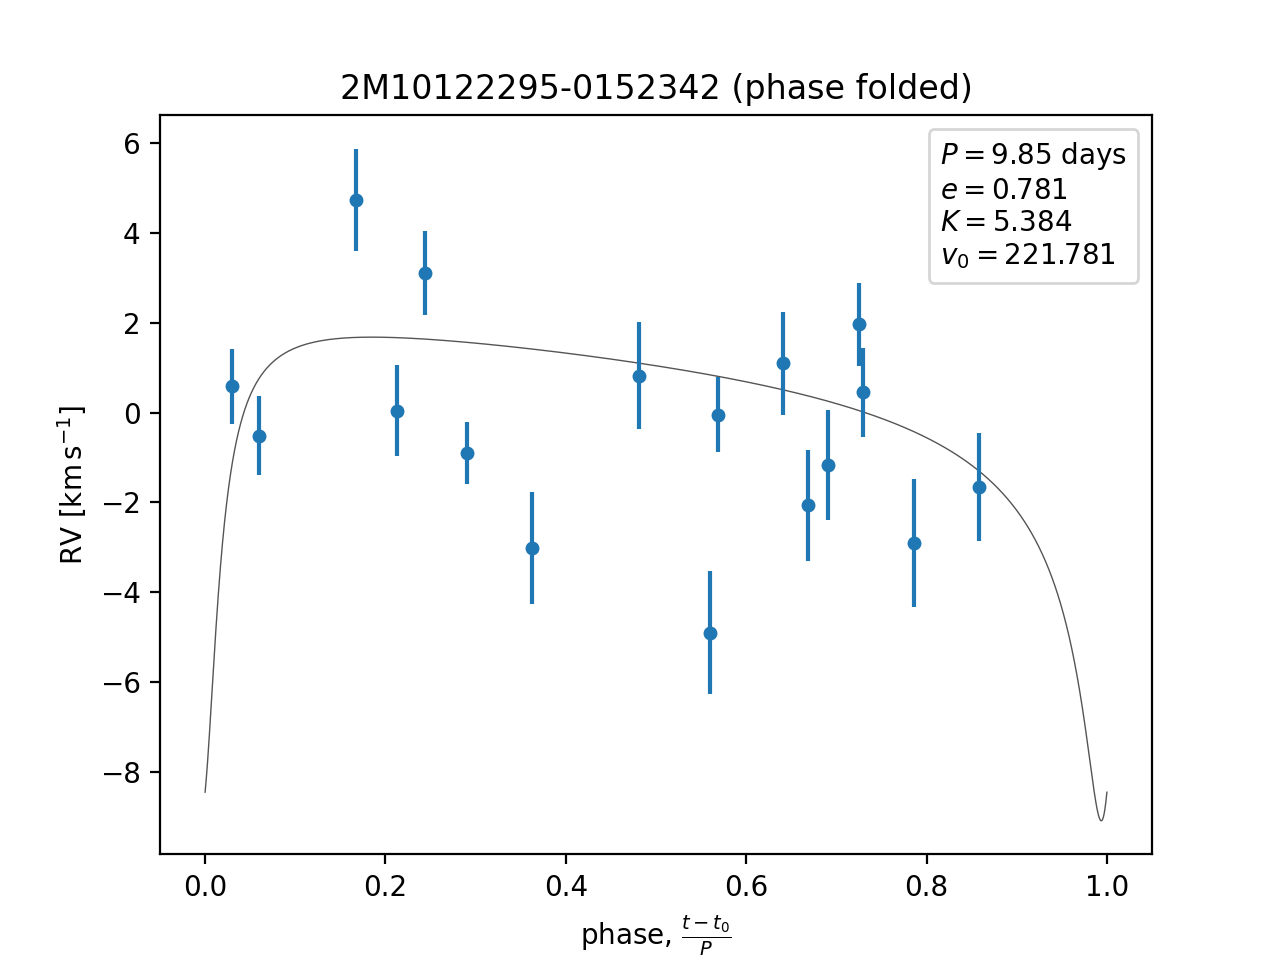 2M10122295-0152342 (phase folded)
P = 9.85 days
e = 0.781
K = 5.384
v₀ = 221.781
RV [km s⁻¹]
6
4
2
0
−2
−4
−6
−8
0.0 0.2 0.4 0.6 0.8 1.0
phase, (t − t₀)/P